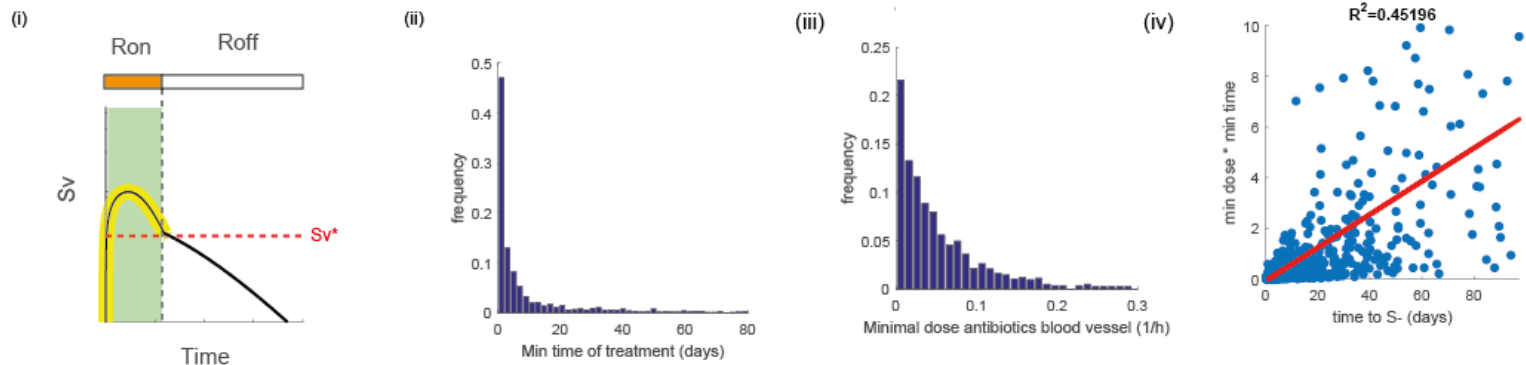 (i)
Ron
Roff
Sv
Sv*
Time
(ii)
frequency
0.5
0.4
0.3
0.2
0.1
0
0
20
40
60
80
Min time of treatment (days)
(iii)
frequency
0.25
0.2
0.15
0.1
0.05
0
0
0.1
0.2
0.3
Minimal dose antibiotics blood vessel (1/h)
(iv)
R²=0.45196
min dose * min time
10
8
6
4
2
0
0
20
40
60
80
time to S- (days)